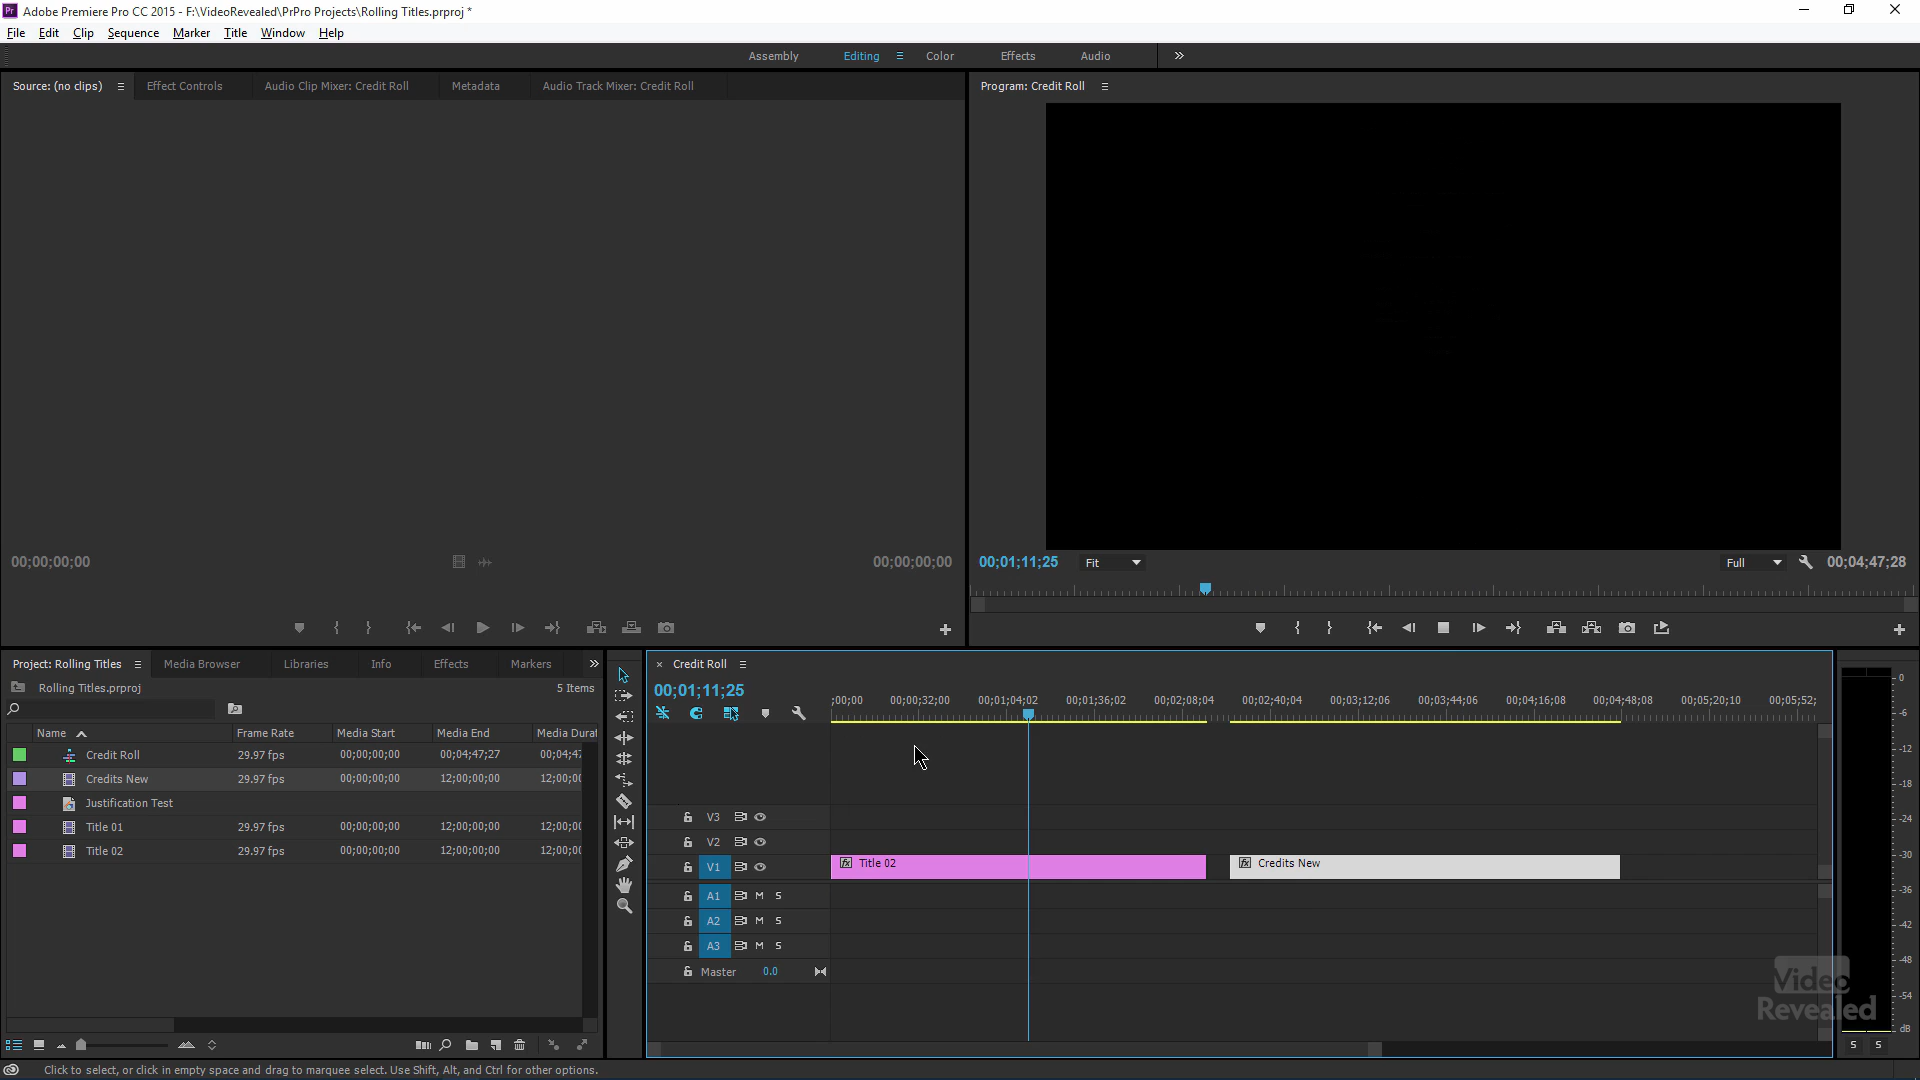 Adobe Premiere Pro CC 2015 - F:\VideoRevealed\PrPro Projects\Rolling Titles.prproj *
File Edit Clip Sequence Marker Title Window Help
Assembly Editing Color Effects Audio
Source: (no clips) Effect Controls Audio Clip Mixer: Credit Roll Metadata Audio Track Mixer: Credit Roll
Program: Credit Roll
00;00;00;00 00;00;00;00
00;01;11;25 Fit Full 00;04;47;28
Project: Rolling Titles Media Browser Libraries Info Effects Markers
Rolling Titles.prproj 5 Items
Name Frame Rate Media Start Media End Media Durat
Credit Roll 29.97 fps 00;00;00;00 00;04;47;27 00;04;47
Credits New 29.97 fps 00;00;00;00 12;00;00;00 12;00;00
Justification Test
Title 01 29.97 fps 00;00;00;00 12;00;00;00 12;00;00
Title 02 29.97 fps 00;00;00;00 12;00;00;00 12;00;00
Credit Roll
00;01;11;25
;00;00 00;00;32;00 00;01;04;02 00;01;36;02 00;02;08;04 00;02;40;04 00;03;12;06 00;03;44;06 00;04;16;08 00;04;48;08 00;05;20;10 00;05;52;
V3
V2
V1 Title 02 Credits New
A1 M S
A2 M S
A3 M S
Master 0.0
0
-6
-12
-18
-24
-30
-36
-42
-48
-54
dB
S S
Video
Revealed
Click to select, or click in empty space and drag to marquee select. Use Shift, Alt, and Ctrl for other options.